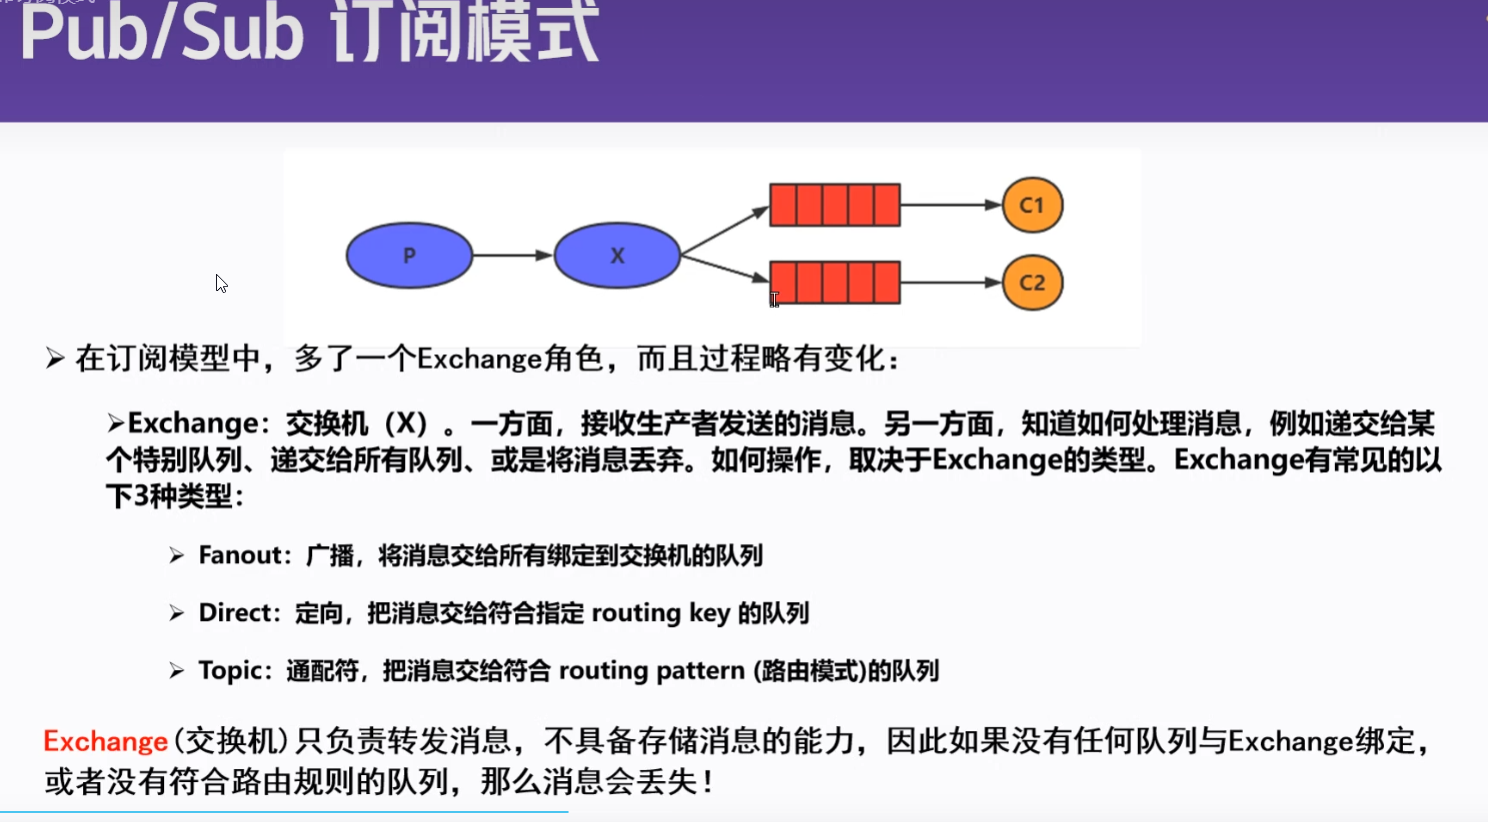 Pub/Sub 订阅模式
P
X
C1
C2
➢ 在订阅模型中，多了一个Exchange角色，而且过程略有变化：
➢Exchange：交换机（X）。一方面，接收生产者发送的消息。另一方面，知道如何处理消息，例如递交给某
个特别队列、递交给所有队列、或是将消息丢弃。如何操作，取决于Exchange的类型。Exchange有常见的以
下3种类型：
➢ Fanout：广播，将消息交给所有绑定到交换机的队列
➢ Direct：定向，把消息交给符合指定 routing key 的队列
➢ Topic：通配符，把消息交给符合 routing pattern (路由模式)的队列
Exchange(交换机)只负责转发消息，不具备存储消息的能力，因此如果没有任何队列与Exchange绑定，
或者没有符合路由规则的队列，那么消息会丢失！